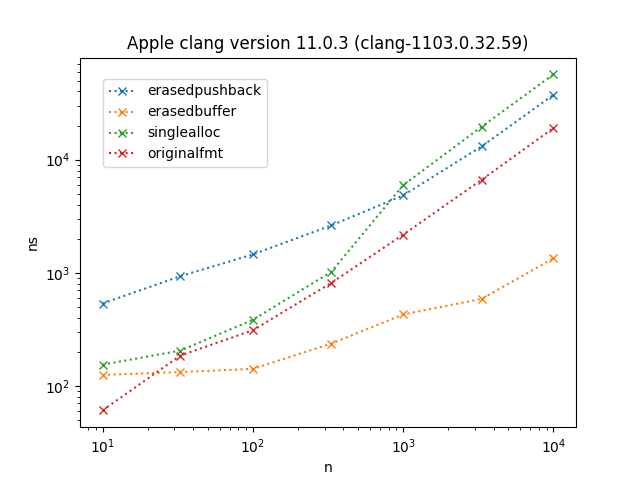 Apple clang version 11.0.3 (clang-1103.0.32.59)
erasedpushback
erasedbuffer
singlealloc
originalfmt
ns
10⁴
10³
10²
10¹ 10² 10³ 10⁴
n